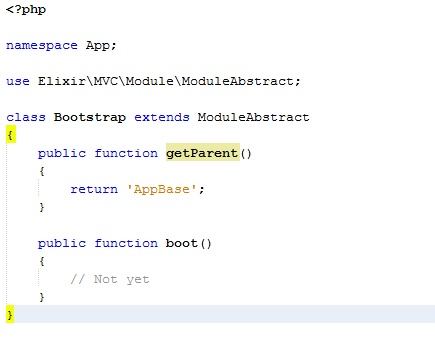 <?php
namespace App;
use Elixir\MVC\Module\ModuleAbstract;
class Bootstrap extends ModuleAbstract
{
public function getParent()
{
return 'AppBase';
}
public function boot()
{
// Not yet
}
}